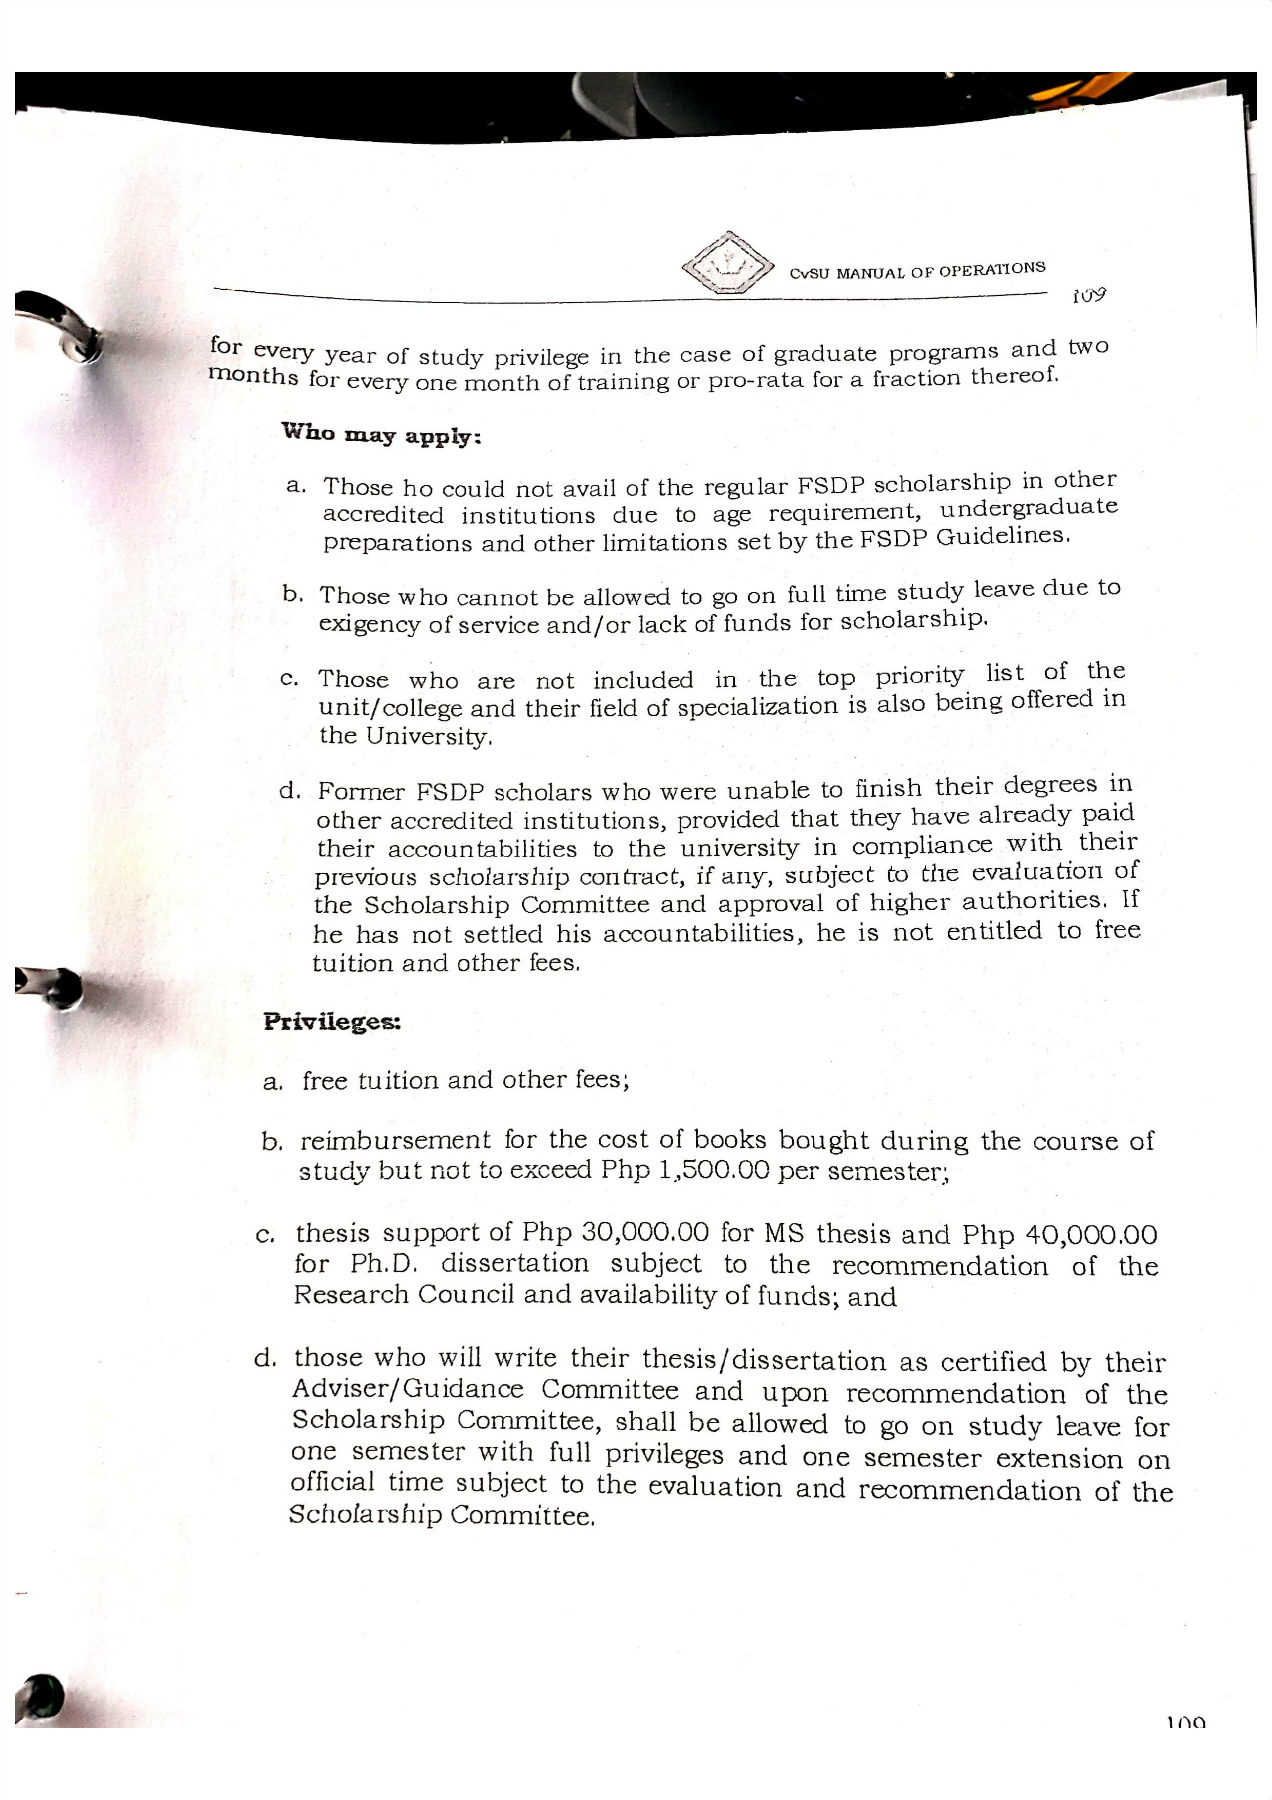 CvSU MANUAL OF OPERATIONS
109
for every year of study privilege in the case of graduate programs and two
months for every one month of training or pro-rata for a fraction thereof.
Who may apply:
a. Those ho could not avail of the regular FSDP scholarship in other
accredited institutions due to age requirement, undergraduate
preparations and other limitations set by the FSDP Guidelines.
b. Those who cannot be allowed to go on full time study leave due to
exigency of service and/or lack of funds for scholarship.
c. Those who are not included in the top priority list of the
unit/college and their field of specialization is also being offered in
the University.
d. Former FSDP scholars who were unable to finish their degrees in
other accredited institutions, provided that they have already paid
their accountabilities to the university in compliance with their
previous scholarship contract, if any, subject to the evaluation of
the Scholarship Committee and approval of higher authorities. If
he has not settled his accountabilities, he is not entitled to free
tuition and other fees.
Privileges:
a. free tuition and other fees;
b. reimbursement for the cost of books bought during the course of
study but not to exceed Php 1,500.00 per semester;
c. thesis support of Php 30,000.00 for MS thesis and Php 40,000.00
for Ph.D. dissertation subject to the recommendation of the
Research Council and availability of funds; and
d. those who will write their thesis/dissertation as certified by their
Adviser/Guidance Committee and upon recommendation of the
Scholarship Committee, shall be allowed to go on study leave for
one semester with full privileges and one semester extension on
official time subject to the evaluation and recommendation of the
Scholarship Committee.
109